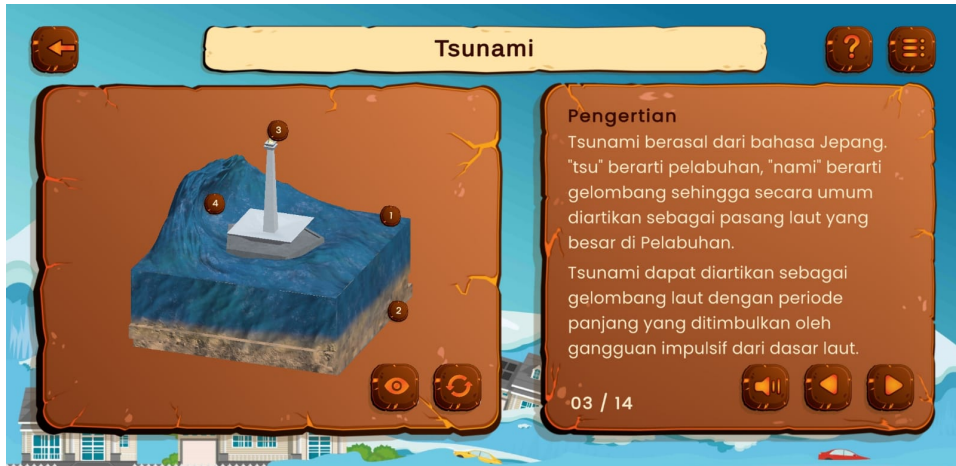 Tsunami
?
3
4
1
2
Pengertian
Tsunami berasal dari bahasa Jepang.
"tsu" berarti pelabuhan, "nami" berarti
gelombang sehingga secara umum
diartikan sebagai pasang laut yang
besar di Pelabuhan.
Tsunami dapat diartikan sebagai
gelombang laut dengan periode
panjang yang ditimbulkan oleh
gangguan impulsif dari dasar laut.
03 / 14